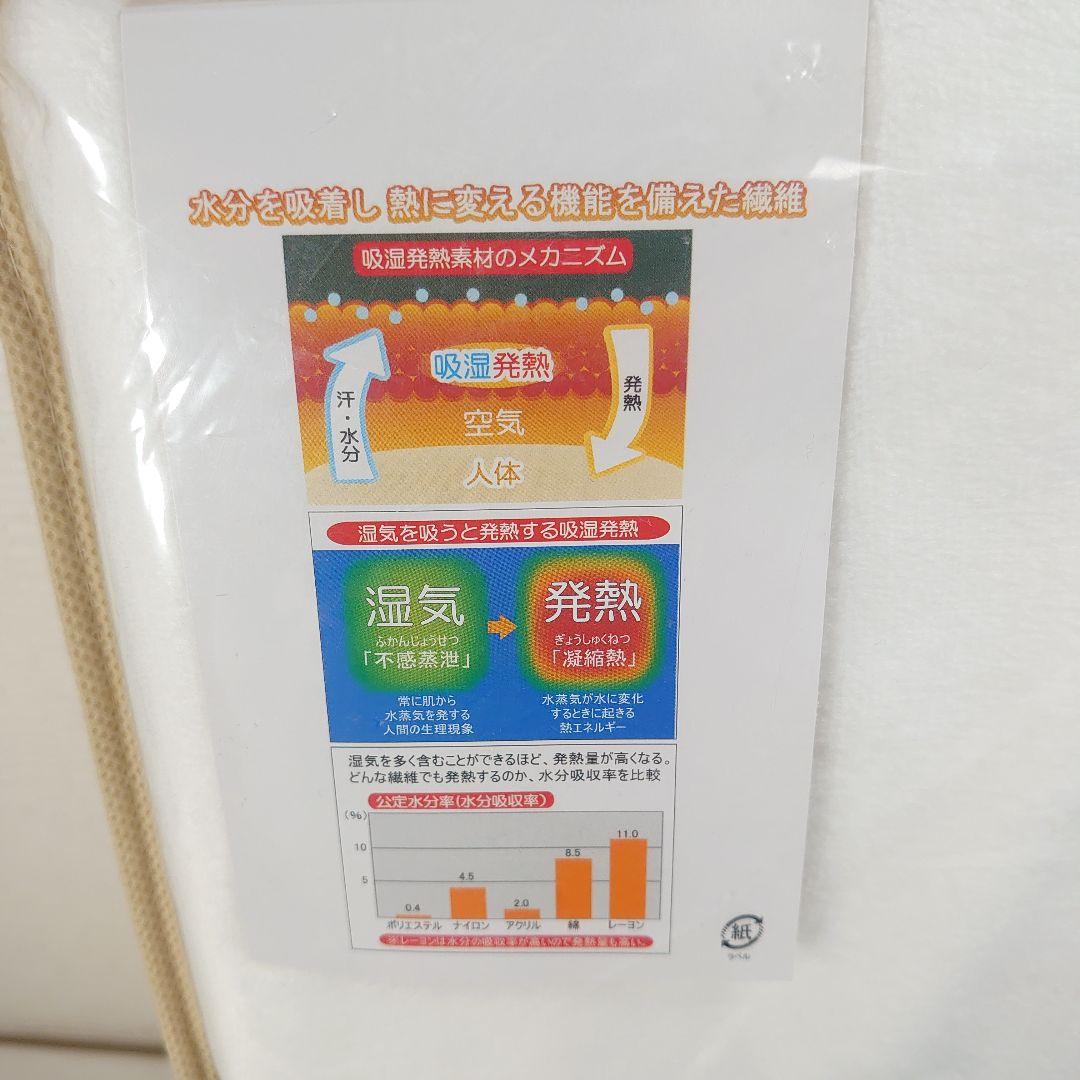 水分を吸着し 熱に変える機能を備えた繊維
吸湿発熱素材のメカニズム
吸湿発熱
汗・水分
発熱
空気
人体
湿気を吸うと発熱する吸湿発熱
湿気
ふかんじょうせつ
「不感蒸泄」
常に肌から
水蒸気を発する
人間の生理現象
発熱
ぎょうしゅくねつ
「凝縮熱」
水蒸気が水に変化
するときに起きる
熱エネルギー
湿気を多く含むことができるほど、発熱量が高くなる。
どんな繊維でも発熱するのか、水分吸収率を比較
公定水分率(水分吸収率)
(%)
10
5
0.4
4.5
2.0
8.5
11.0
ポリエステル ナイロン アクリル 綿 レーヨン
※レーヨンは水分の吸収率が高いので発熱量も高い。
紙
ラベル